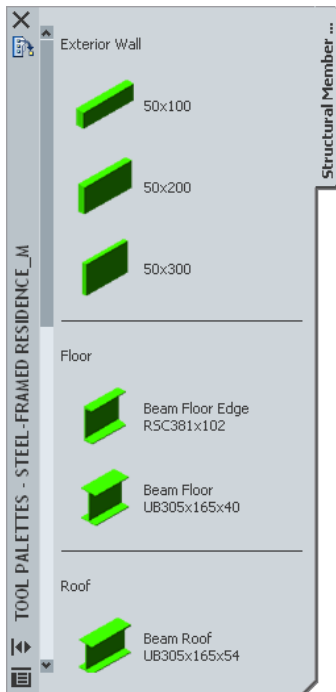 Exterior Wall
50x100
50x200
50x300
Floor
Beam Floor Edge
RSC381x102
Beam Floor
UB305x165x40
Roof
Beam Roof
UB305x165x54
TOOL PALETTES - STEEL-FRAMED RESIDENCE_M
Structural Member ...